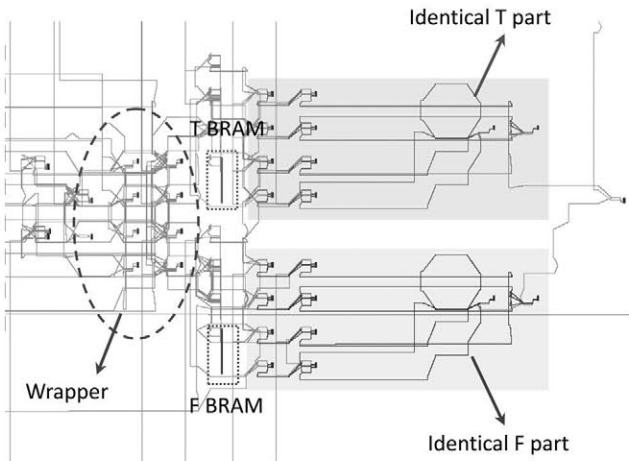 Identical T part
T BRAM
Wrapper
F BRAM
Identical F part